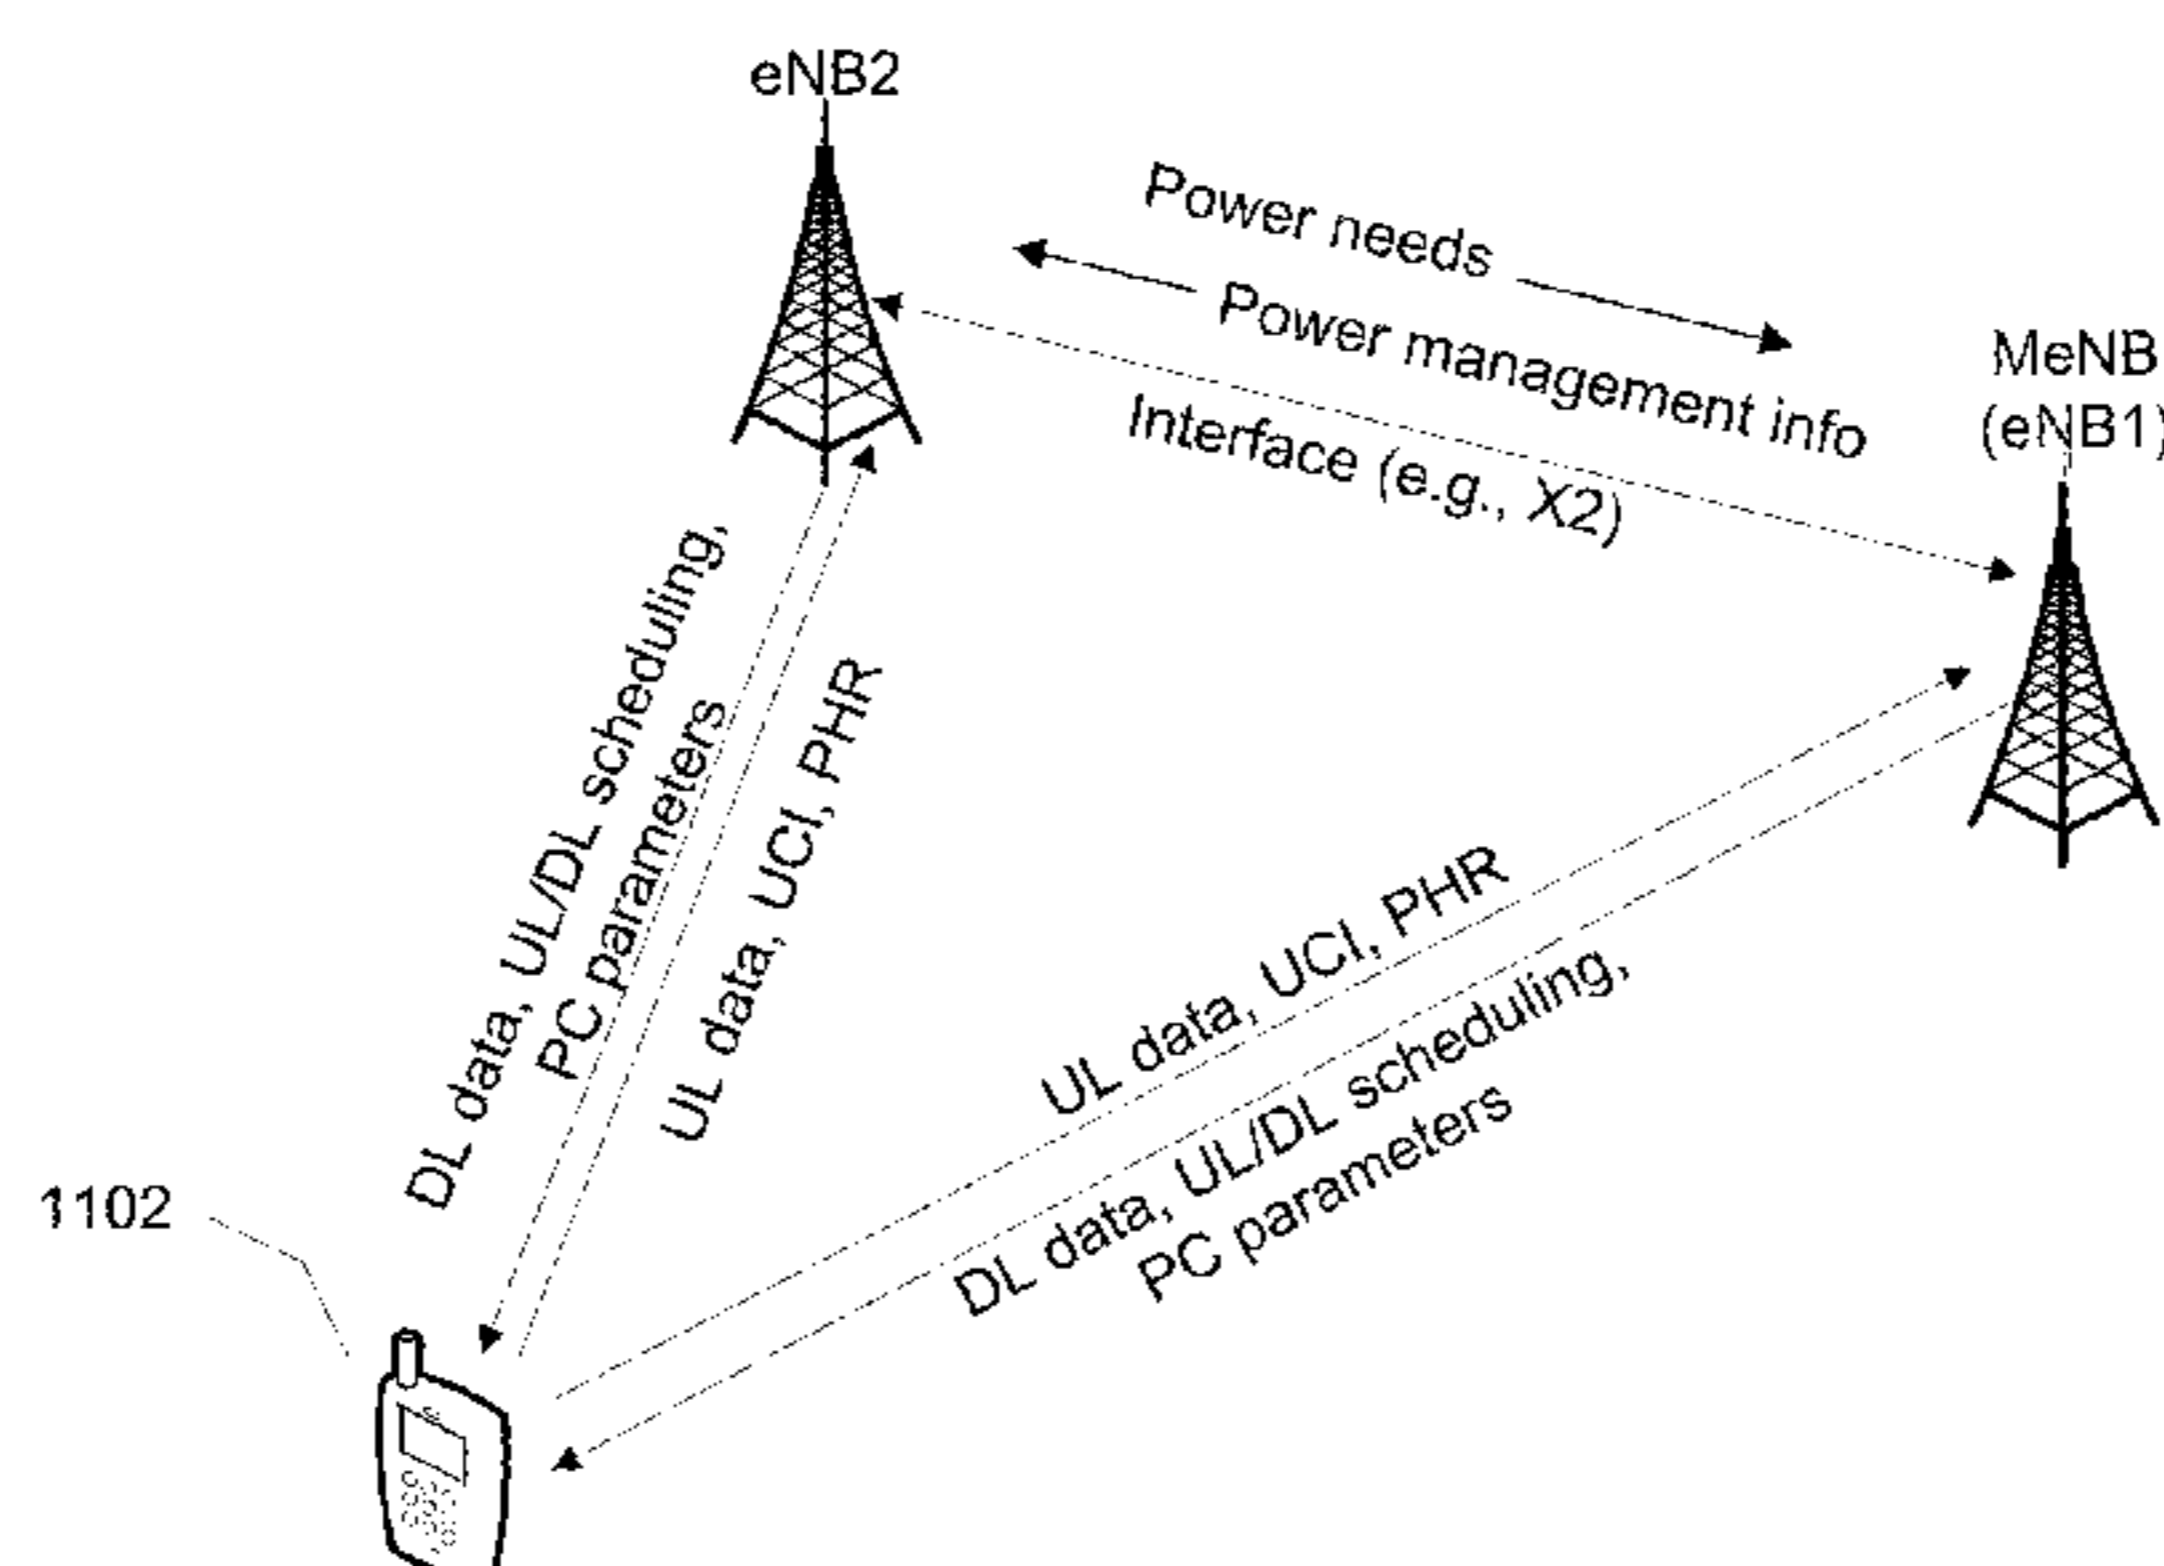 eNB2
Power needs
Power management info
Interface (e.g., X2)
MeNB
(eNB1)
DL data, UL/DL scheduling,
PC parameters
UL data, UCI, PHR
UL data, UCI, PHR
DL data, UL/DL scheduling,
PC parameters
1102